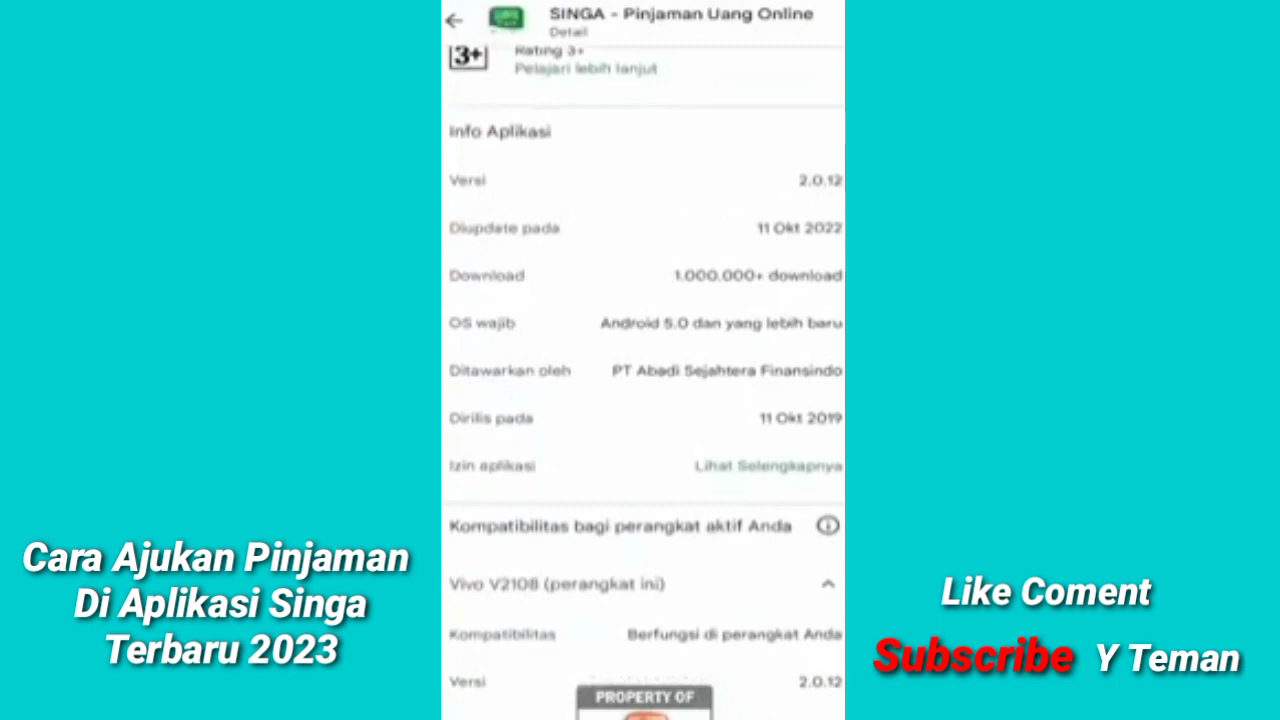 SINGA - Pinjaman Uang Online
Detail
3+
Rating 3+
Pelajari lebih lanjut
Info Aplikasi
Versi 2.0.12
Diupdate pada 11 Okt 2022
Download 1.000.000+ download
OS wajib Android 5.0 dan yang lebih baru
Ditawarkan oleh PT Abadi Sejahtera Finansindo
Dirilis pada 11 Okt 2019
Izin aplikasi Lihat Selengkapnya
Kompatibilitas bagi perangkat aktif Anda
Vivo V2108 (perangkat ini)
Kompatibilitas Berfungsi di perangkat Anda
Versi 2.0.12
PROPERTY OF
Cara Ajukan Pinjaman
Di Aplikasi Singa
Terbaru 2023
Like Coment
Subscribe Y Teman